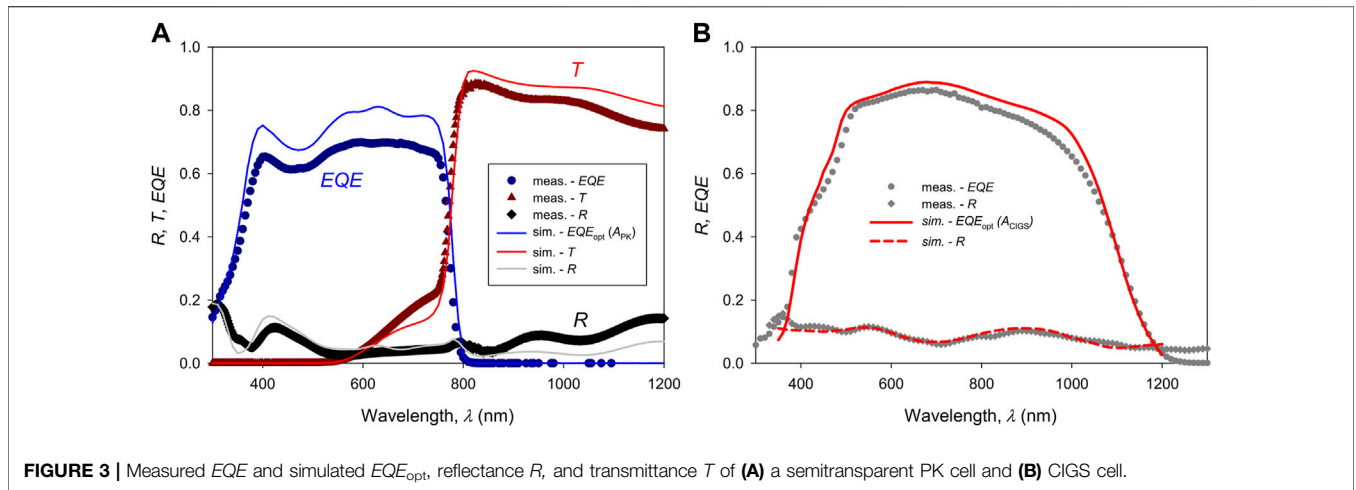 A
1.0
0.8
0.6
0.4
0.2
0.0
R, T, EQE
400
600
800
1000
1200
Wavelength, λ (nm)
EQE
T
R
meas. - EQE
meas. - T
meas. - R
sim. - EQEopt (APK)
sim. - T
sim. - R
B
1.0
0.8
0.6
0.4
0.2
0.0
R, EQE
400
600
800
1000
1200
Wavelength, λ (nm)
meas. - EQE
meas. - R
sim. - EQEopt (ACIGS)
sim. - R
FIGURE 3 | Measured EQE and simulated EQEopt, reflectance R, and transmittance T of (A) a semitransparent PK cell and (B) CIGS cell.